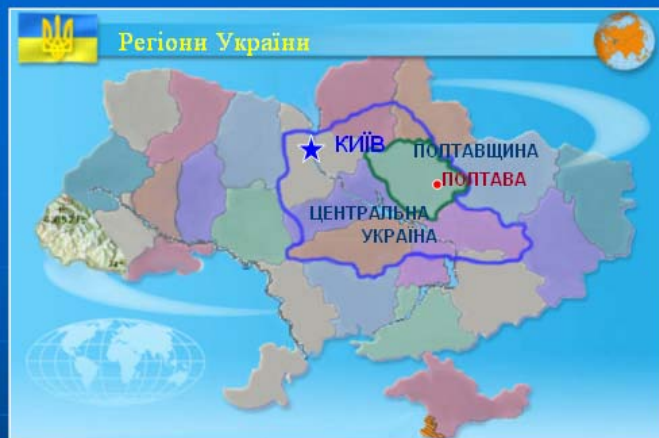 Регіони України
КИЇВ
ПОЛТАВЩИНА
ПОЛТАВА
ЦЕНТРАЛЬНА
УКРАЇНА